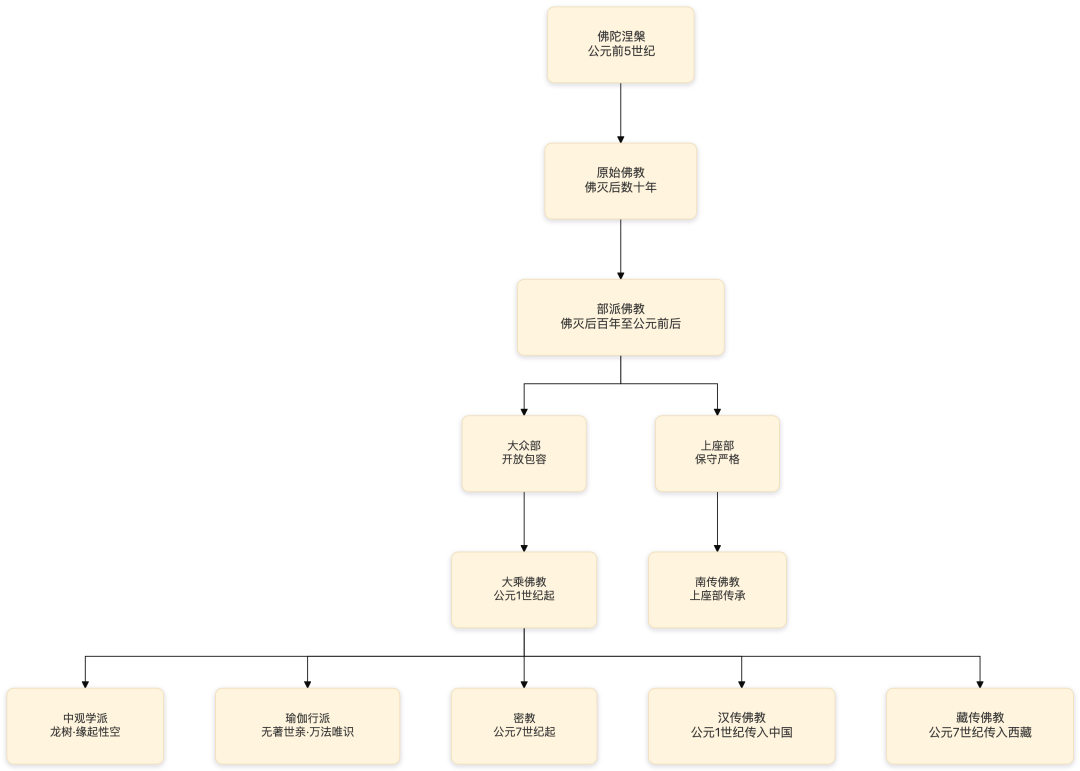 佛陀涅槃
公元前5世纪
原始佛教
佛灭后数十年
部派佛教
佛灭后百年至公元前后
大众部
开放包容
上座部
保守严格
大乘佛教
公元1世纪起
南传佛教
上座部传承
中观学派
龙树·缘起性空
瑜伽行派
无著世亲·万法唯识
密教
公元7世纪起
汉传佛教
公元1世纪传入中国
藏传佛教
公元7世纪传入西藏